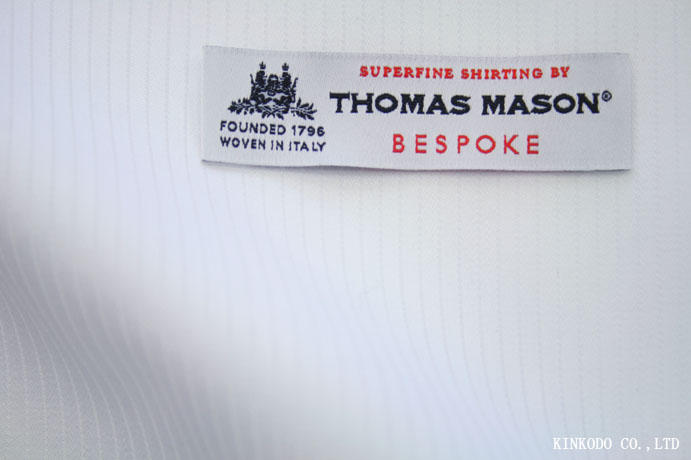 SUPERFINE SHIRTING BY
THOMAS MASON®
BESPOKE
FOUNDED 1796
WOVEN IN ITALY
KINKODO CO.,LTD